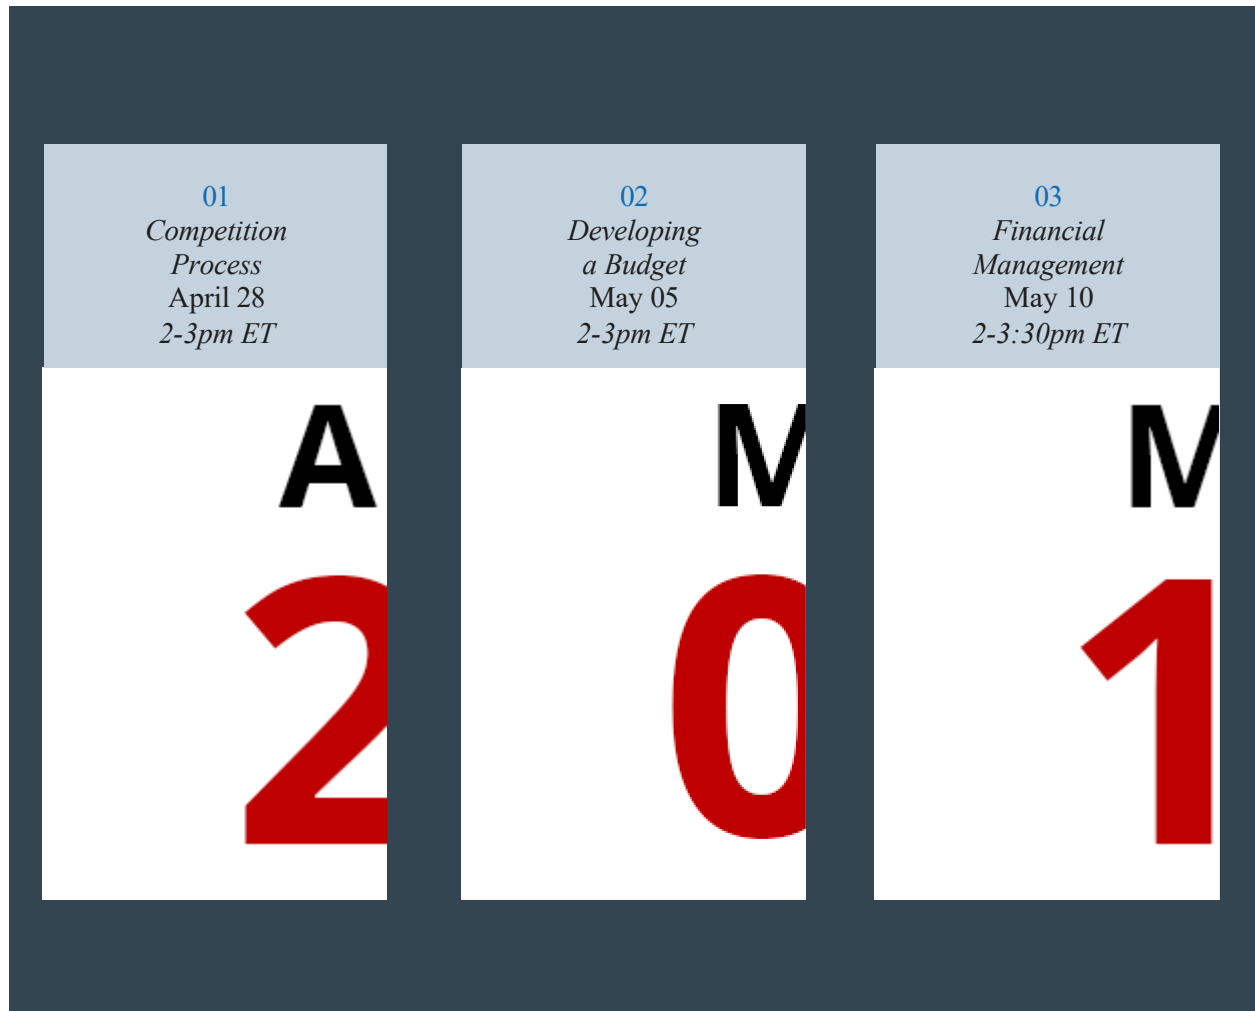 01
Competition
Process
April 28
2-3pm ET
A
2
02
Developing
a Budget
May 05
2-3pm ET
M
0
03
Financial
Management
May 10
2-3:30pm ET
M
1